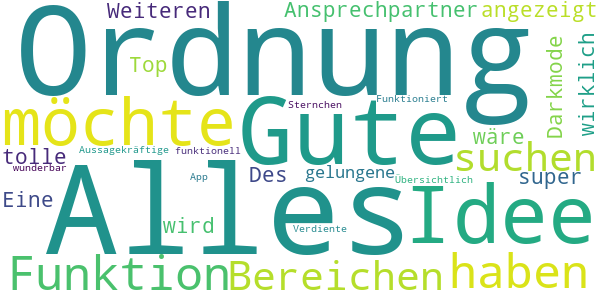 Weiteren Ansprechpartner angezeigt
Ordnung
Top
Darkmode
wirklich
möchte
Sternchen
Funktioniert
Gute
wäre
tolle
Aussagekräftige
funktionell
suchen
wunderbar
App
Des
gelungene
Übersichtlich
super
Alles
Idee
Eine
wird
Verdiente
Funktion
Bereichen
haben